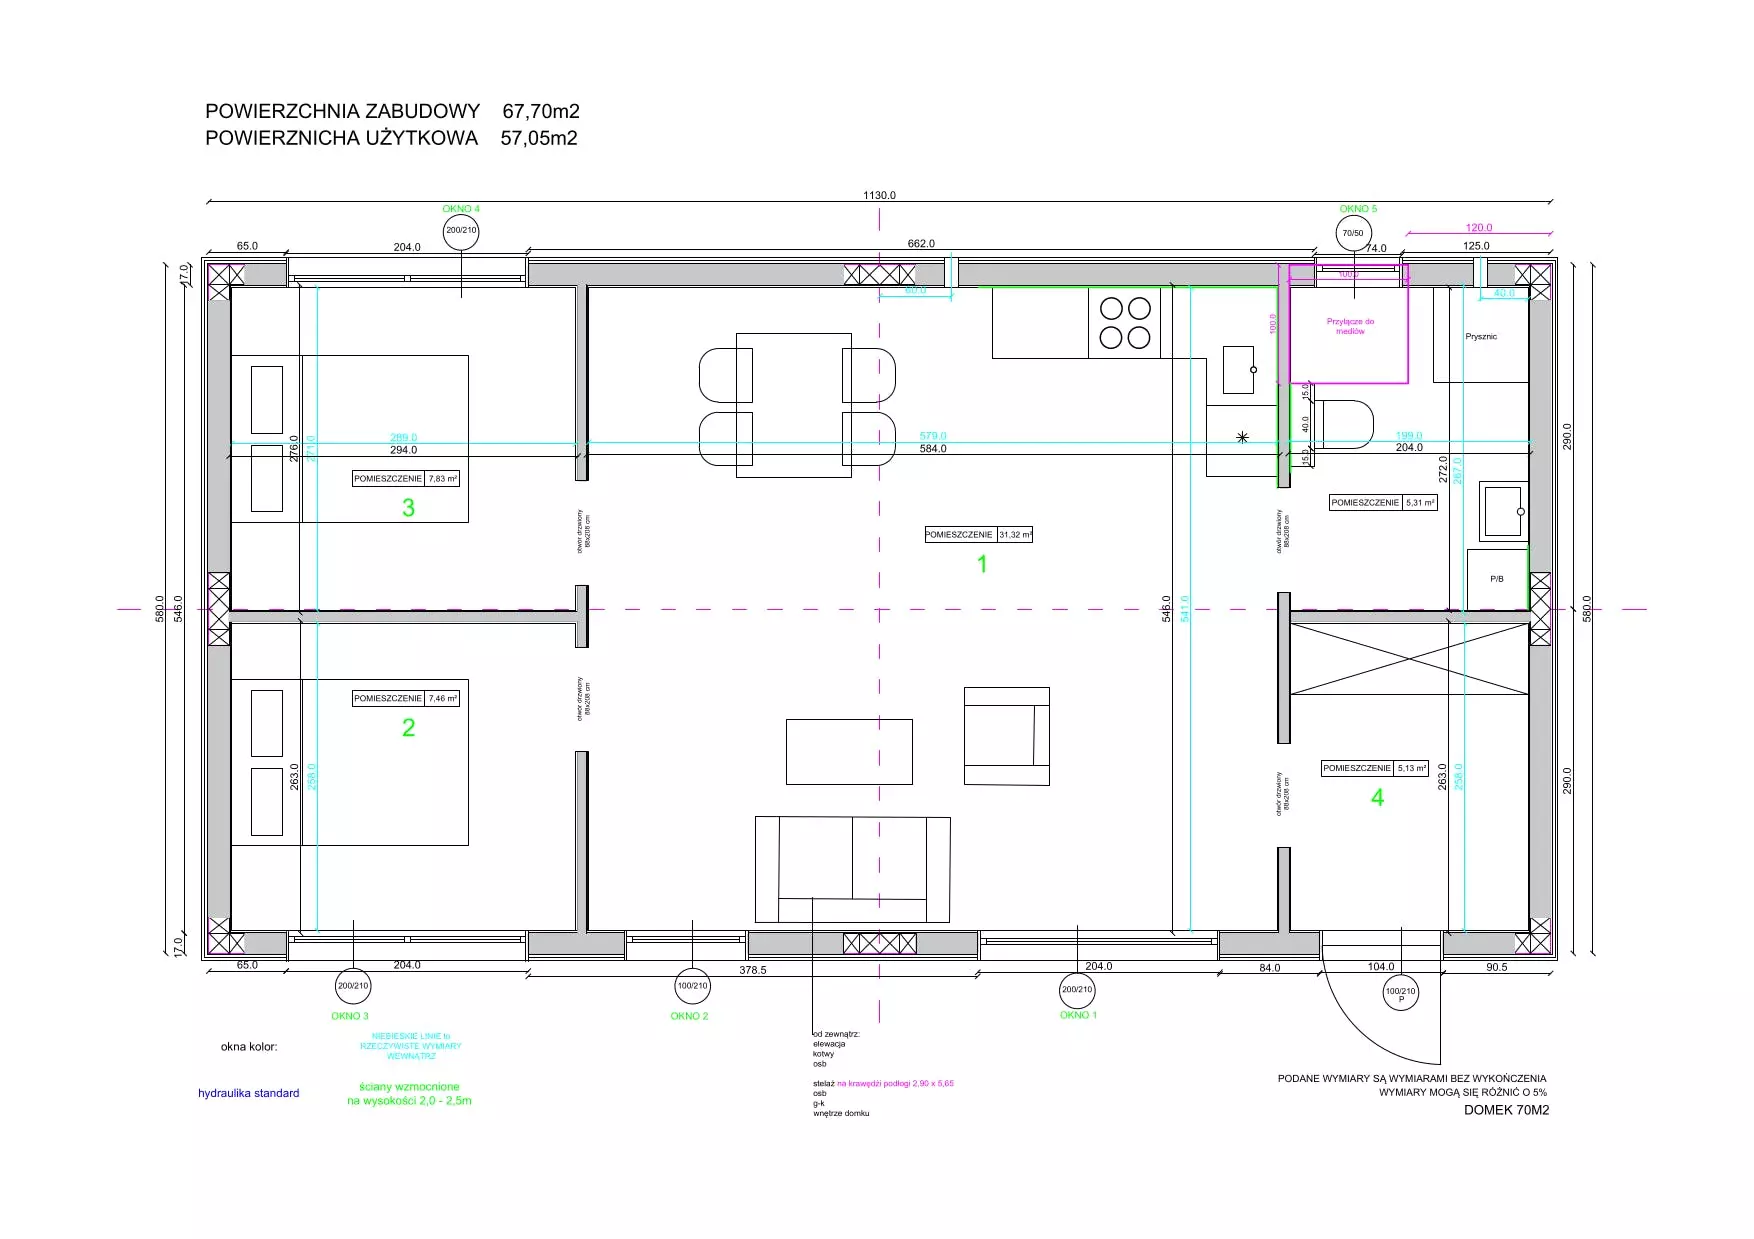 POWIERZCHNIA ZABUDOWY 67,70m2
POWIERZNICHA UŻYTKOWA 57,05m2
1130.0
OKNO 4
200/210
OKNO 5
70/50
120.0
65.0
204.0
662.0
74.0
125.0
17.0
100.0
60.0
40.0
100.0
Przyłącze do
mediów
Prysznic
15.0
40.0
15.0
276.0
271.0
289.0
294.0
579.0
584.0
199.0
204.0
272.0
267.0
290.0
POMIESZCZENIE 7,83 m²
3
POMIESZCZENIE 5,31 m²
otwór drzwiony
88x208 cm
POMIESZCZENIE 31,32 m²
1
otwór drzwiony
88x208 cm
P/B
580.0
546.0
546.0
541.0
580.0
POMIESZCZENIE 7,46 m²
2
otwór drzwiony
88x208 cm
263.0
258.0
POMIESZCZENIE 5,13 m²
4
otwór drzwiony
88x208 cm
263.0
258.0
290.0
17.0
65.0
204.0
378.5
204.0
84.0
104.0
90.5
200/210
OKNO 3
100/210
OKNO 2
200/210
OKNO 1
100/210
P
okna kolor:
NIEBIESKIE LINIE to
RZECZYWISTE WYMIARY
WEWNĄTRZ
hydraulika standard
ściany wzmocnione
na wysokości 2,0 - 2,5m
od zewnątrz:
elewacja
kotwy
osb
stelaż na krawędzi podłogi 2,90 x 5,65
osb
g-k
wnętrze domku
PODANE WYMIARY SĄ WYMIARAMI BEZ WYKOŃCZENIA
WYMIARY MOGĄ SIĘ RÓŻNIĆ O 5%
DOMEK 70M2